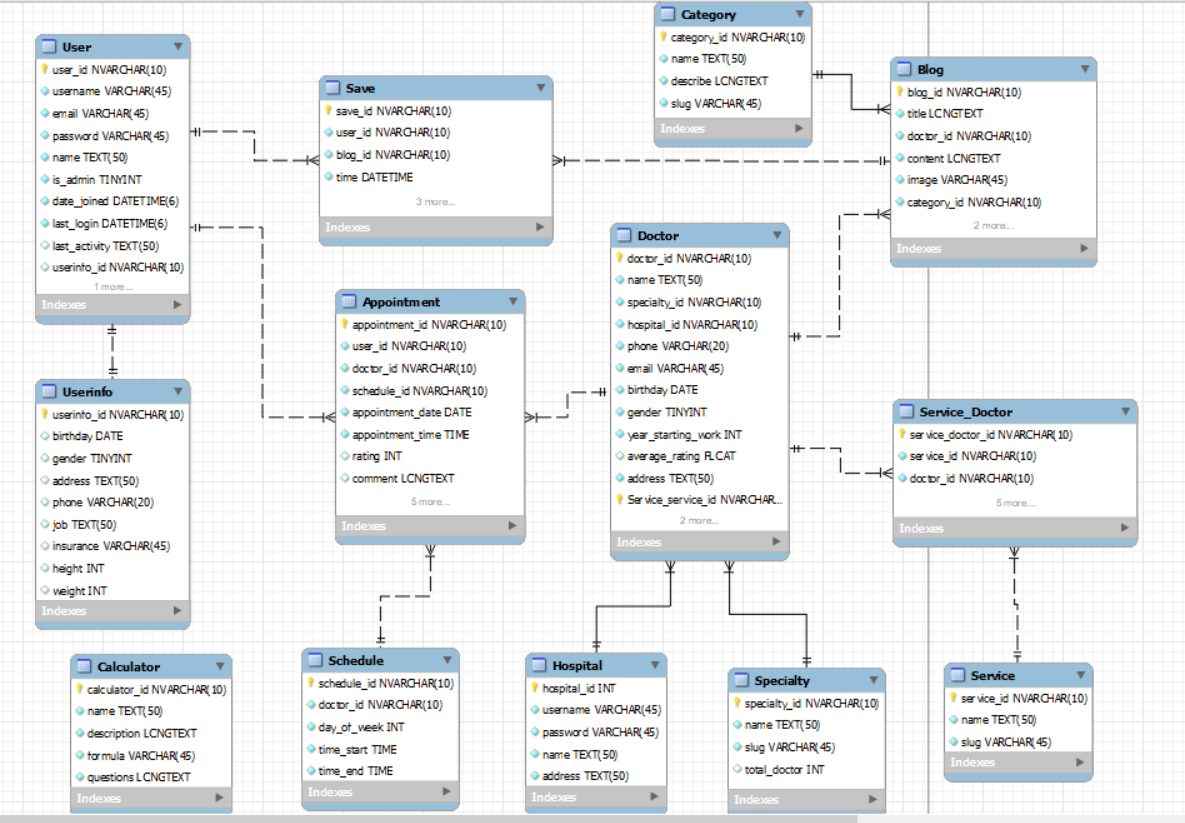 User
user_id NVARCHAR(10)
username VARCHAR(45)
email VARCHAR(45)
password VARCHAR(45)
name TEXT(50)
is_admin TINYINT
date_joined DATETIME(6)
last_login DATETIME(6)
last_activity TEXT(50)
userinfo_id NVARCHAR(10)
1 more...
Indexes
Save
save_id NVARCHAR(10)
user_id NVARCHAR(10)
blog_id NVARCHAR(10)
time DATETIME
3 more...
Indexes
Category
category_id NVARCHAR(10)
name TEXT(50)
describe LONGTEXT
slug VARCHAR(45)
Indexes
Blog
blog_id NVARCHAR(10)
title LONGTEXT
doctor_id NVARCHAR(10)
content LONGTEXT
image VARCHAR(45)
category_id NVARCHAR(10)
2 more...
Indexes
Appointment
appointment_id NVARCHAR(10)
user_id NVARCHAR(10)
doctor_id NVARCHAR(10)
schedule_id NVARCHAR(10)
appointment_date DATE
appointment_time TIME
rating INT
comment LONGTEXT
5 more...
Indexes
Doctor
doctor_id NVARCHAR(10)
name TEXT(50)
specialty_id NVARCHAR(10)
hospital_id NVARCHAR(10)
phone VARCHAR(20)
email VARCHAR(45)
birthday DATE
gender TINYINT
year_starting_work INT
average_rating FLOAT
address TEXT(50)
Service_service_id NVARCHAR...
2 more...
Indexes
Userinfo
userinfo_id NVARCHAR(10)
birthday DATE
gender TINYINT
address TEXT(50)
phone VARCHAR(20)
job TEXT(50)
insurance VARCHAR(45)
height INT
weight INT
Indexes
Service_Doctor
service_doctor_id NVARCHAR(10)
service_id NVARCHAR(10)
doctor_id NVARCHAR(10)
5 more...
Indexes
Calculator
calculator_id NVARCHAR(10)
name TEXT(50)
description LONGTEXT
formula VARCHAR(45)
questions LONGTEXT
Indexes
Schedule
schedule_id NVARCHAR(10)
doctor_id NVARCHAR(10)
day_of_week INT
time_start TIME
time_end TIME
Indexes
Hospital
hospital_id INT
username VARCHAR(45)
password VARCHAR(45)
name TEXT(50)
address TEXT(50)
Indexes
Specialty
specialty_id NVARCHAR(10)
name TEXT(50)
slug VARCHAR(45)
total_doctor INT
Indexes
Service
service_id NVARCHAR(10)
name TEXT(50)
slug VARCHAR(45)
Indexes